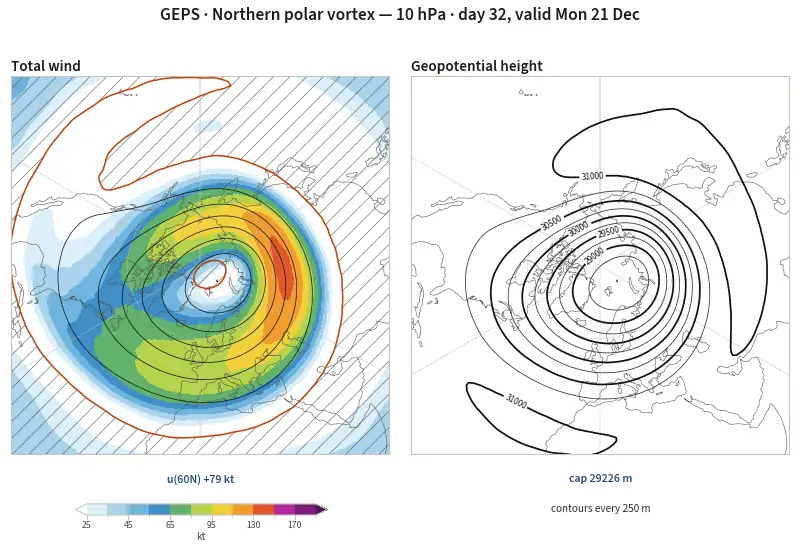 GEPS · Northern polar vortex — 10 hPa · day 32, valid Mon 21 Dec
Total wind
Geopotential height
31000
30500
30000
29500
29000
31000
u(60N) +79 kt
cap 29226 m
contours every 250 m
25 45 65 95 130 170
kt